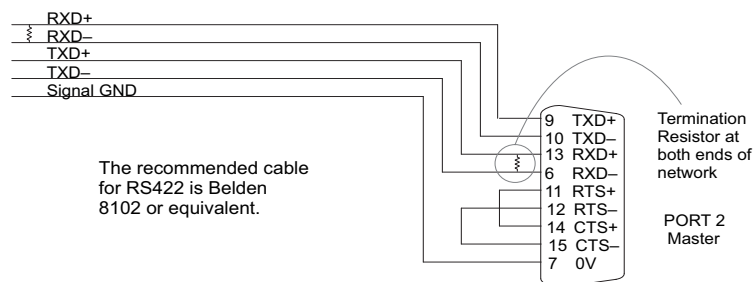 RXD+
RXD–
TXD+
TXD–
Signal GND
The recommended cable
for RS422 is Belden
8102 or equivalent.
9 TXD+
10 TXD–
13 RXD+
6 RXD–
11 RTS+
12 RTS–
14 CTS+
15 CTS–
7 0V
Termination
Resistor at
both ends of
network
PORT 2
Master